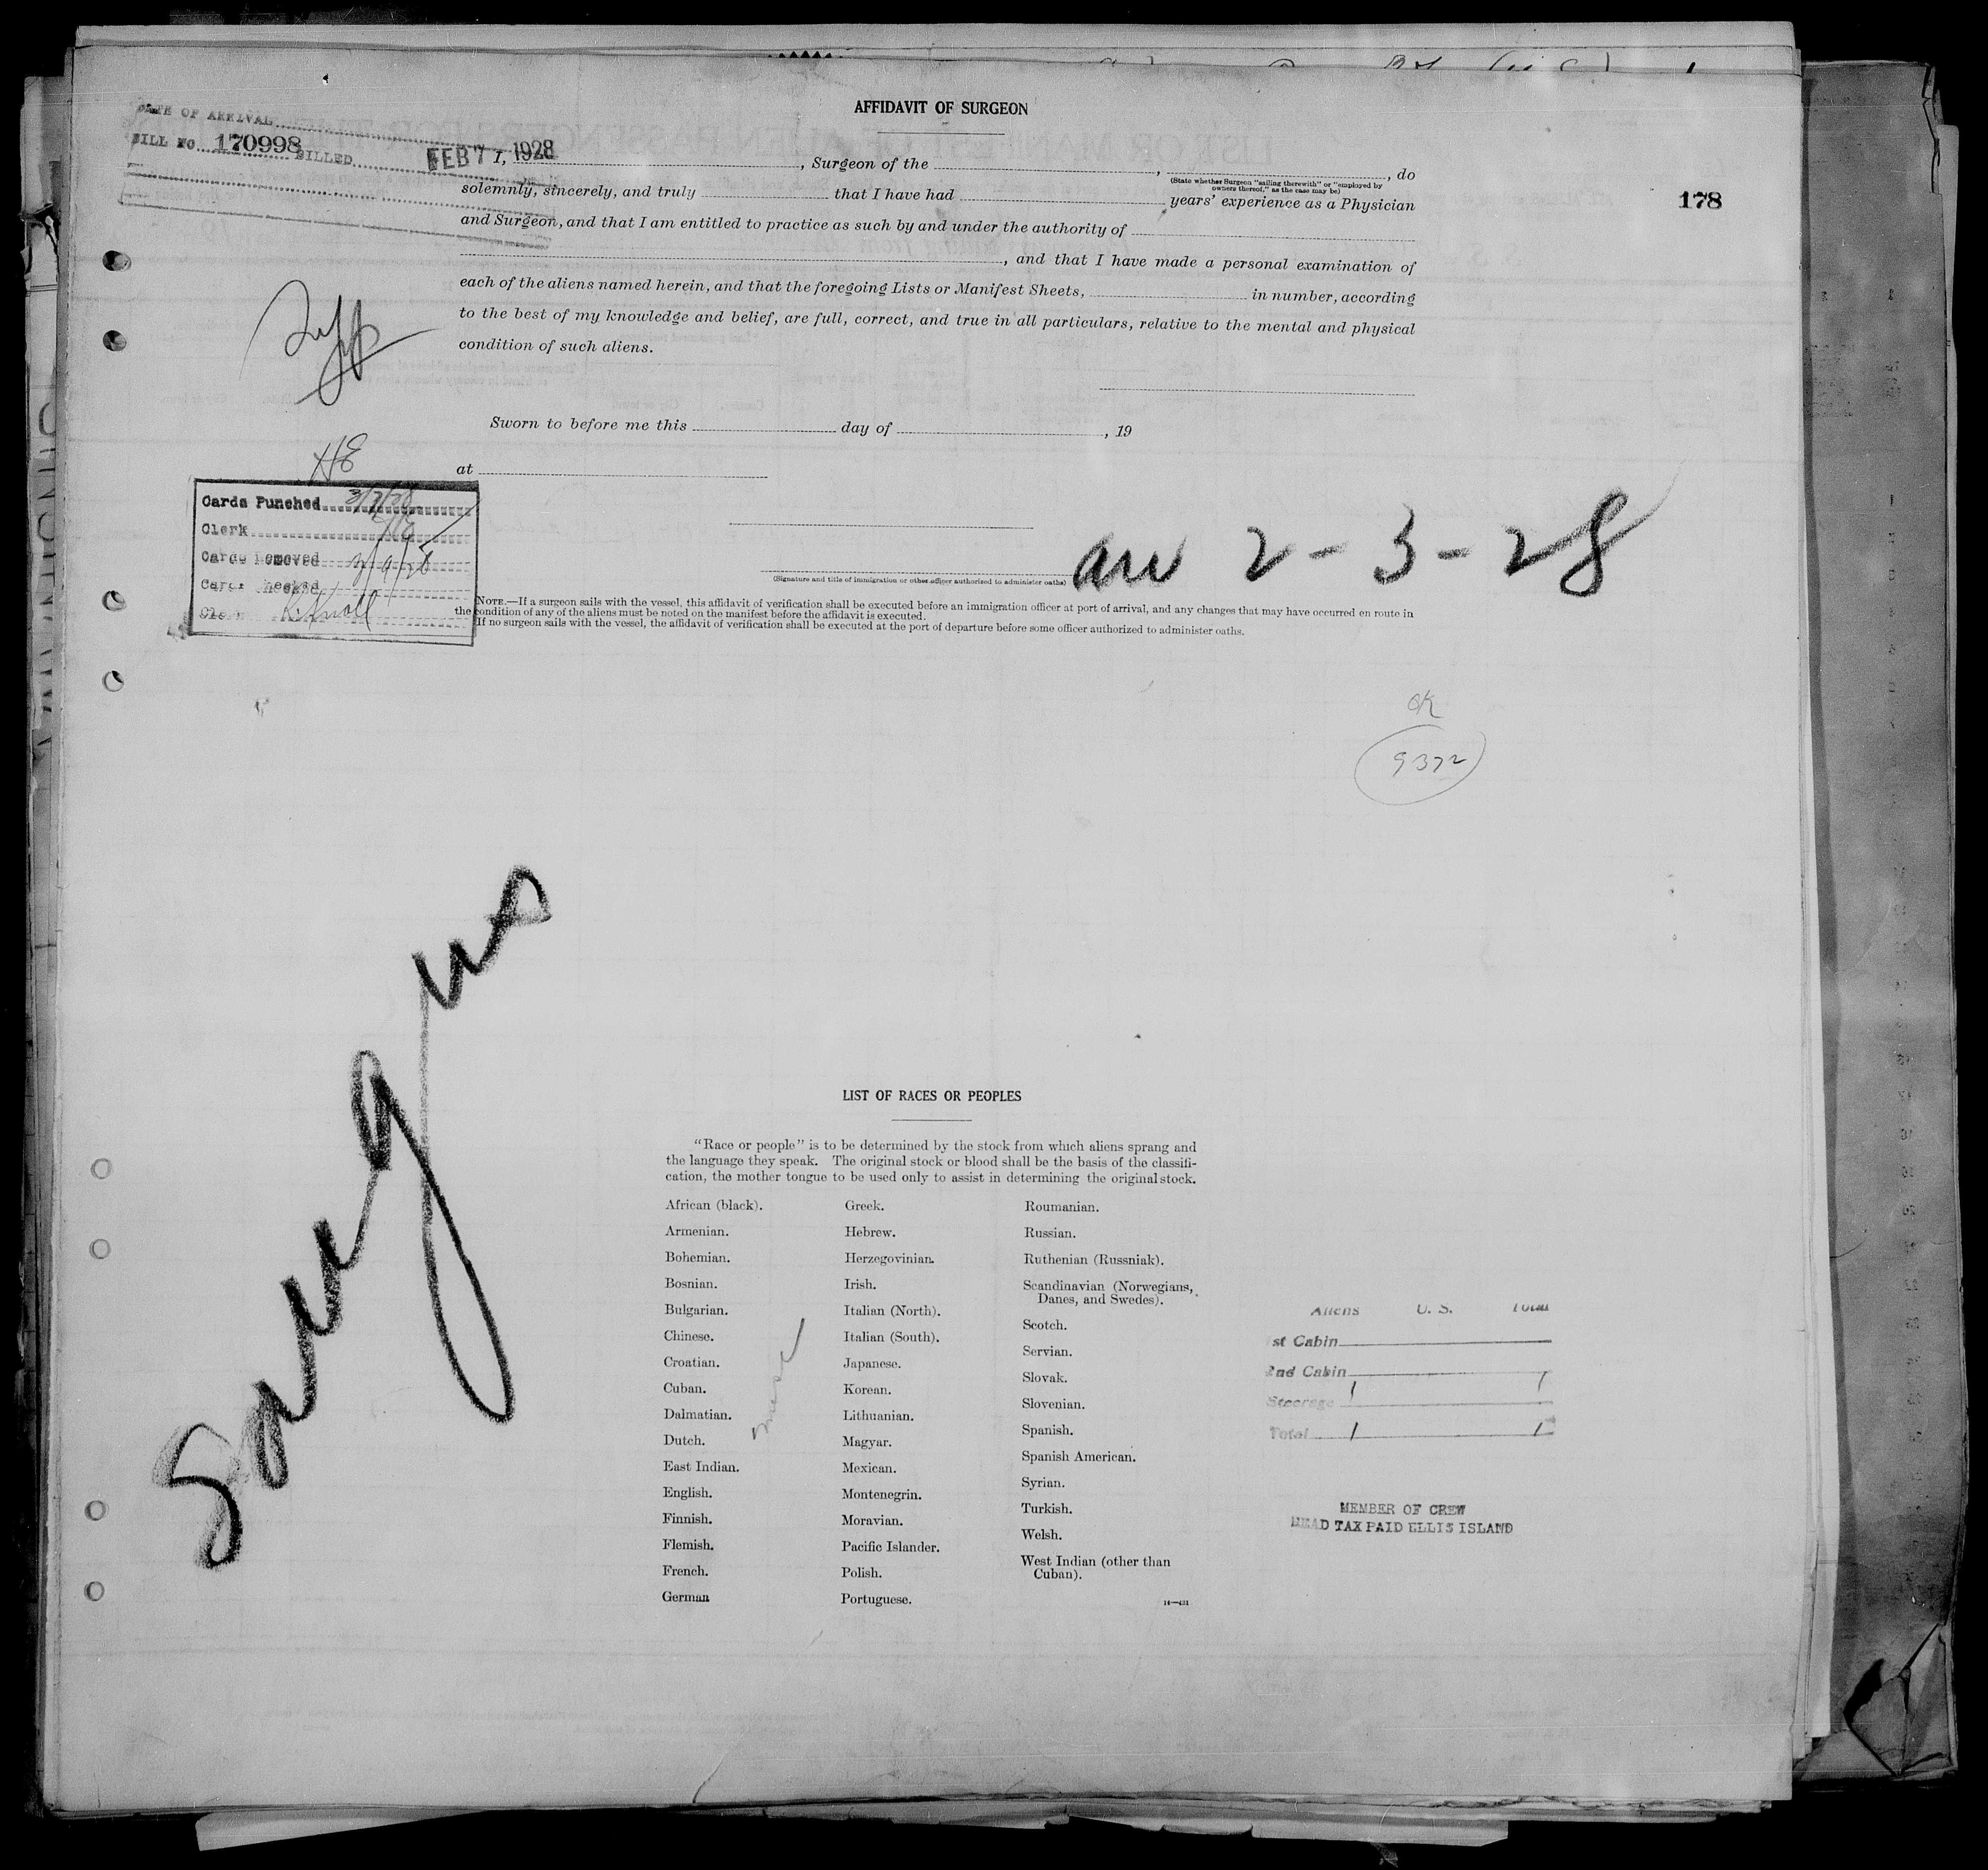 AFFIDAVIT OF SURGEON
DATE OF ARRIVAL
BILL NO 170998 BILLED FEB 7 1928
178
I, , Surgeon of the , , do
(State whether Surgeon "sailing therewith" or "employed by
owners thereof," as the case may be)
solemnly, sincerely, and truly that I have had years' experience as a Physician
and Surgeon, and that I am entitled to practice as such by and under the authority of
, and that I have made a personal examination of
each of the aliens named herein, and that the foregoing Lists or Manifest Sheets, in number, according
to the best of my knowledge and belief, are full, correct, and true in all particulars, relative to the mental and physical
condition of such aliens.
Supp
Sworn to before me this day of , 19
at
HE
Cards Punched 3/7/28
Clerk HE
Cards Removed 3/9/28
Cards Checked
Clerk
(Signature and title of immigration or other officer authorized to administer oaths)
arr 2-3-28
NOTE.—If a surgeon sails with the vessel, this affidavit of verification shall be executed before an immigration officer at port of arrival, and any changes that may have occurred en route in
the condition of any of the aliens must be noted on the manifest before the affidavit is executed.
If no surgeon sails with the vessel, the affidavit of verification shall be executed at the port of departure before some officer authorized to administer oaths.
OK
9372
LIST OF RACES OR PEOPLES
"Race or people" is to be determined by the stock from which aliens sprang and
the language they speak. The original stock or blood shall be the basis of the classifi-
cation, the mother tongue to be used only to assist in determining the original stock.
African (black).
Armenian.
Bohemian.
Bosnian.
Bulgarian.
Chinese.
Croatian.
Cuban.
Dalmatian.
Dutch.
East Indian.
English.
Finnish.
Flemish.
French.
German
Greek.
Hebrew.
Herzegovinian.
Irish.
Italian (North).
Italian (South).
Japanese.
Korean.
Lithuanian.
Magyar.
Mexican.
Montenegrin.
Moravian.
Pacific Islander.
Polish.
Portuguese.
Roumanian.
Russian.
Ruthenian (Russniak).
Scandinavian (Norwegians,
Danes, and Swedes).
Scotch.
Servian.
Slovak.
Slovenian.
Spanish.
Spanish American.
Syrian.
Turkish.
Welsh.
West Indian (other than
Cuban).
14—431
Aliens U. S. Total
1st Cabin
2nd Cabin
Steerage 1 1
Total 1 1
MEMBER OF CREW
HEAD TAX PAID ELLIS ISLAND